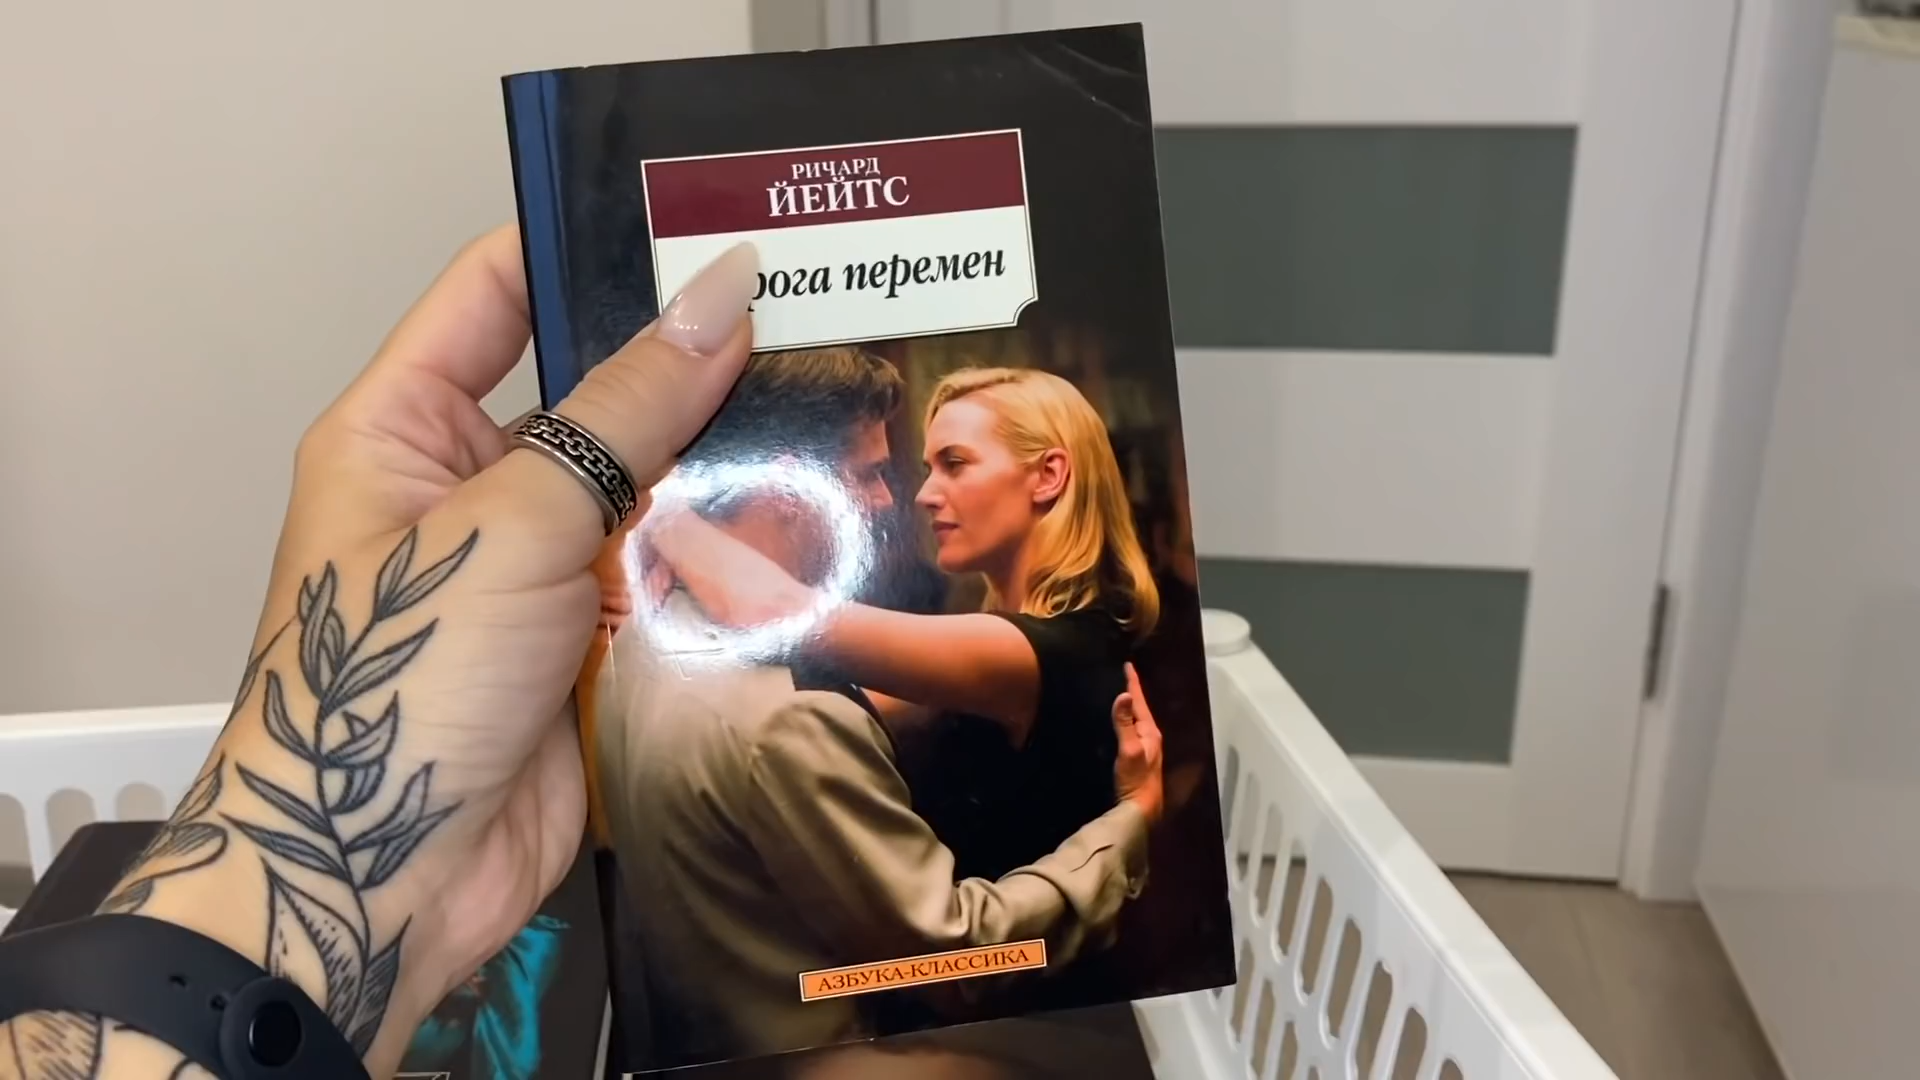 РИЧАРД
ЙЕЙТС
рога перемен
АЗБУКА-КЛАССИКА